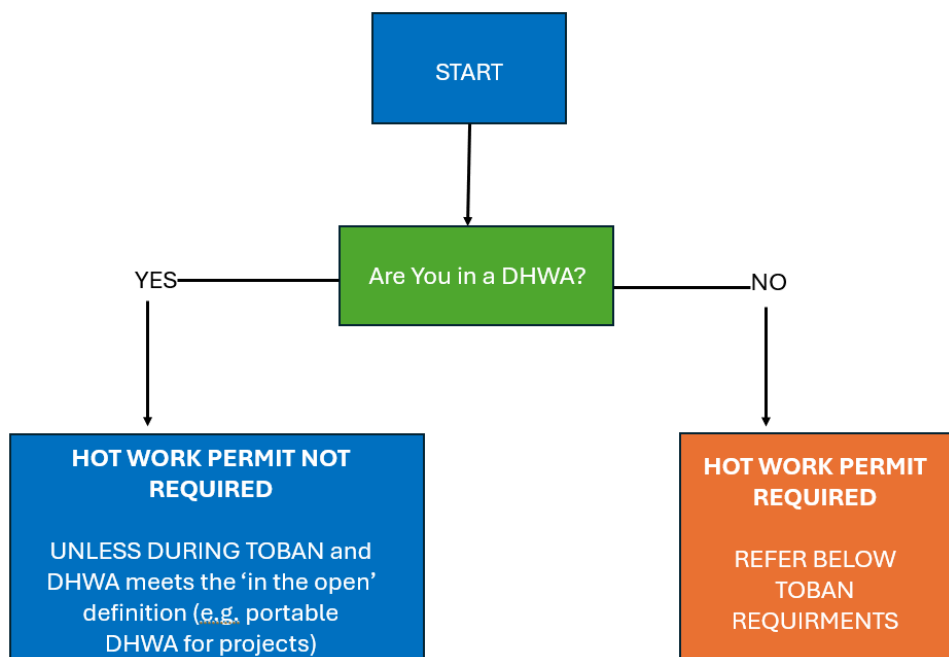 START
Are You in a DHWA?
YES
NO
HOT WORK PERMIT NOT
REQUIRED
UNLESS DURING TOBAN and
DHWA meets the ‘in the open’
definition (e.g. portable
DHWA for projects)
HOT WORK PERMIT
REQUIRED
REFER BELOW
TOBAN
REQUIRMENTS